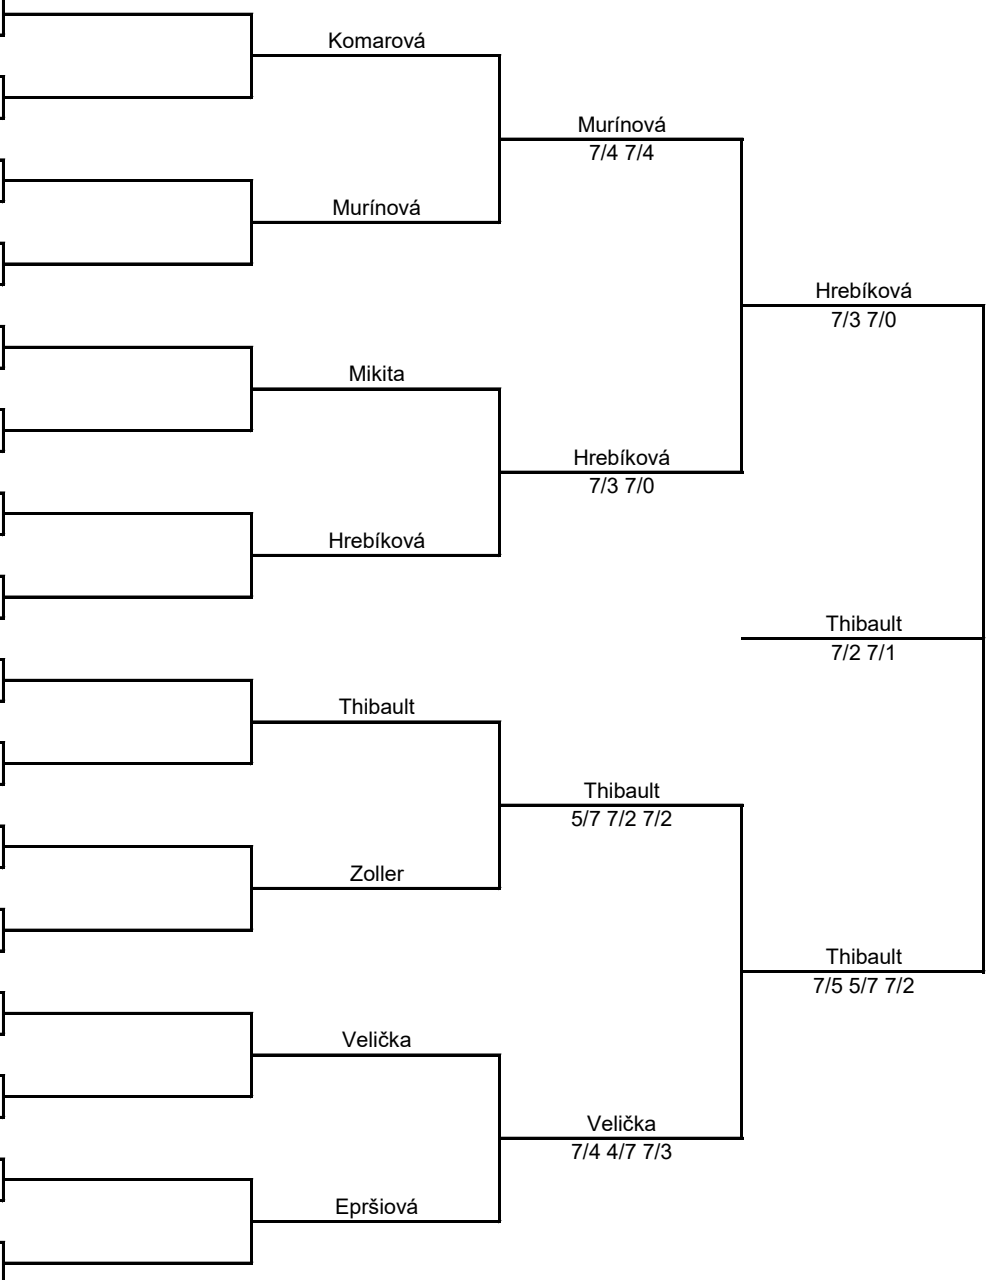 Komarová
Murínová
7/4 7/4
Murínová
Hrebíková
7/3 7/0
Mikita
Hrebíková
7/3 7/0
Hrebíková
Thibault
7/2 7/1
Thibault
Thibault
5/7 7/2 7/2
Zoller
Thibault
7/5 5/7 7/2
Velička
Velička
7/4 4/7 7/3
Epršiová